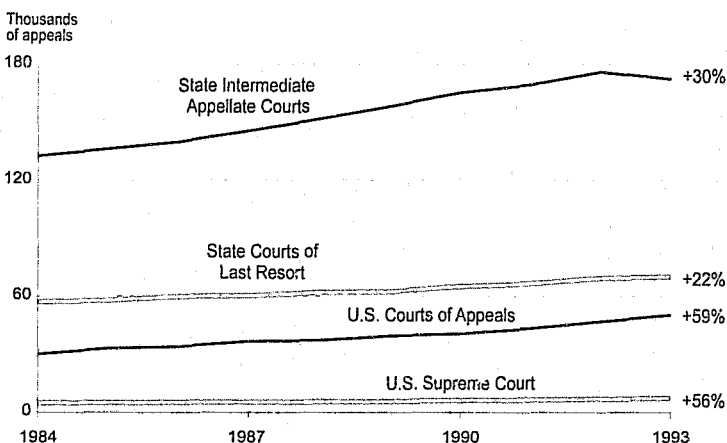 Thousands
of appeals
180
State Intermediate
Appellate Courts
+30%
120
State Courts of
Last Resort
+22%
60
U.S. Courts of Appeals
+59%
U.S. Supreme Court
+56%
0
1984
1987
1990
1993